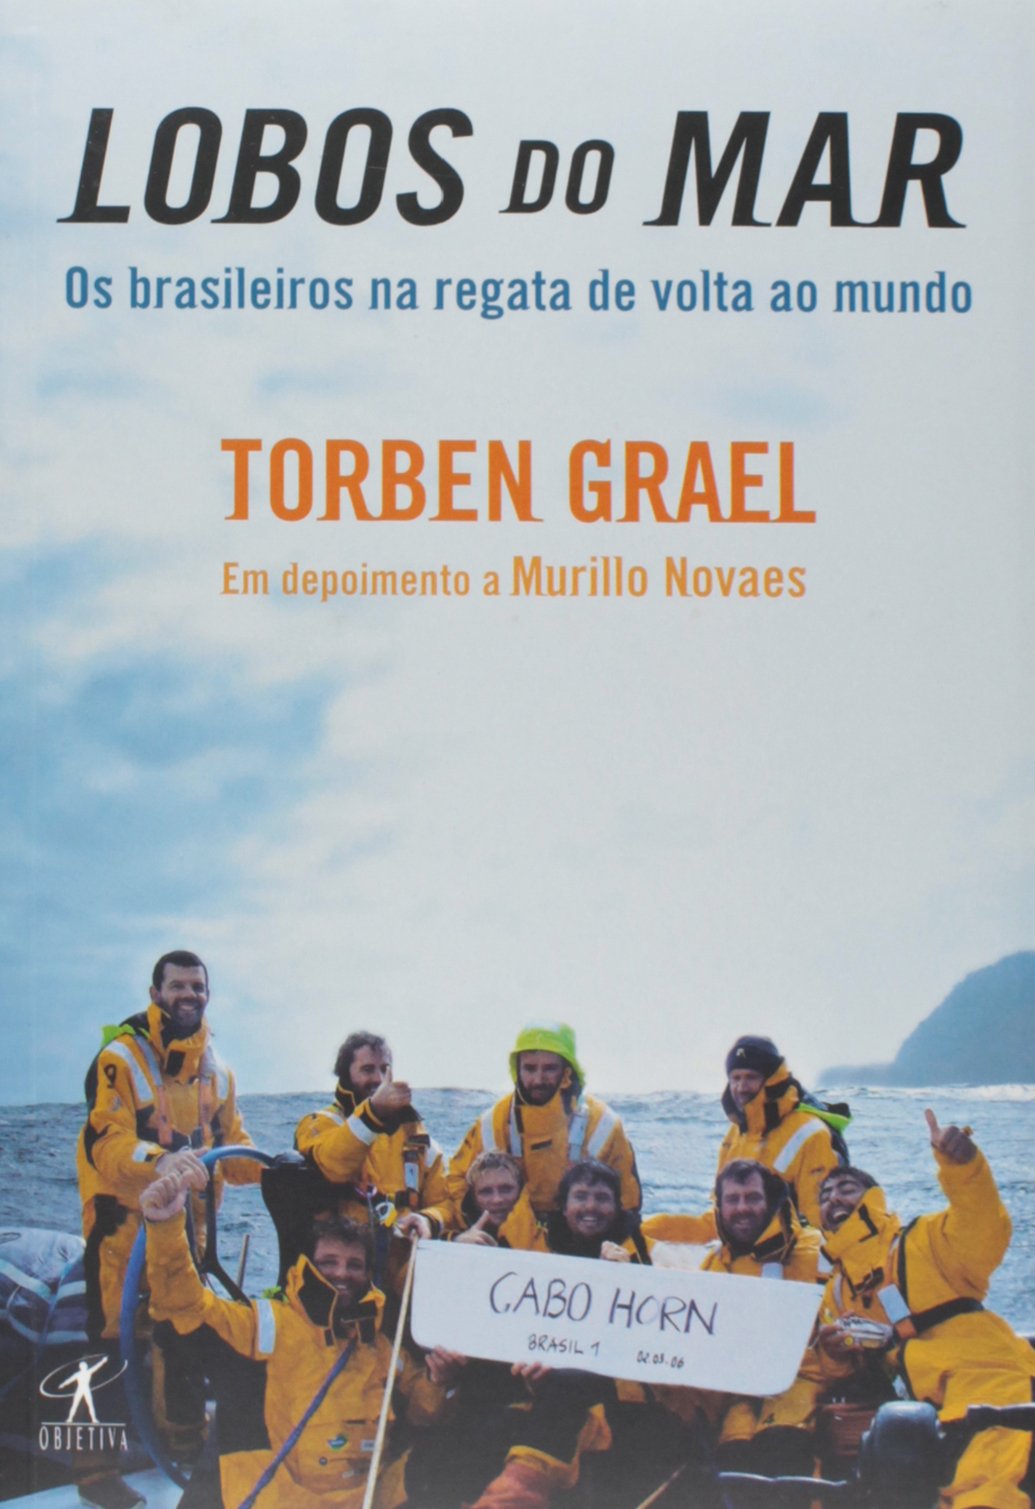 LOBOS DO MAR
Os brasileiros na regata de volta ao mundo
TORBEN GRAEL
Em depoimento a Murillo Novaes
CABO HORN
BRASIL 1 02.03.06
OBJETIVA